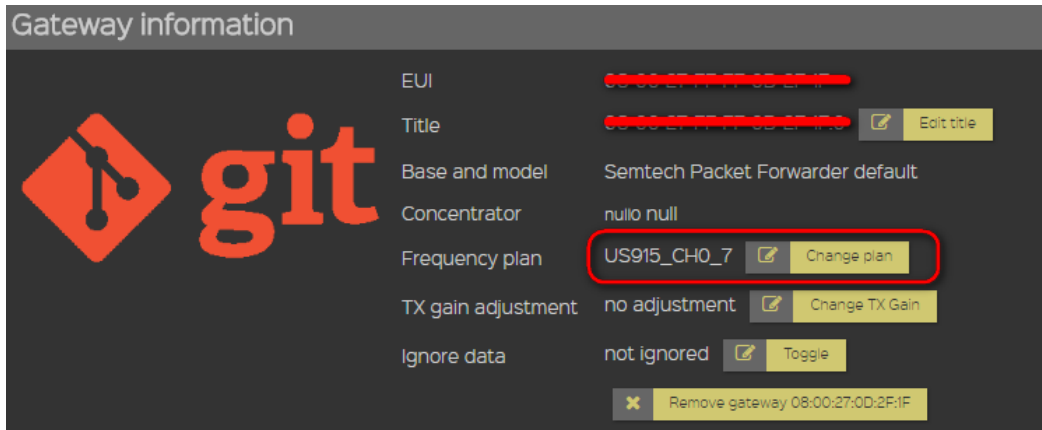 Gateway information
EUI
Title Edit title
git
Base and model Semtech Packet Forwarder default
Concentrator null0 null
Frequency plan US915_CH0_7 Change plan
TX gain adjustment no adjustment Change TX Gain
Ignore data not ignored Toggle
Remove gateway 08:00:27:0D:2F:1F